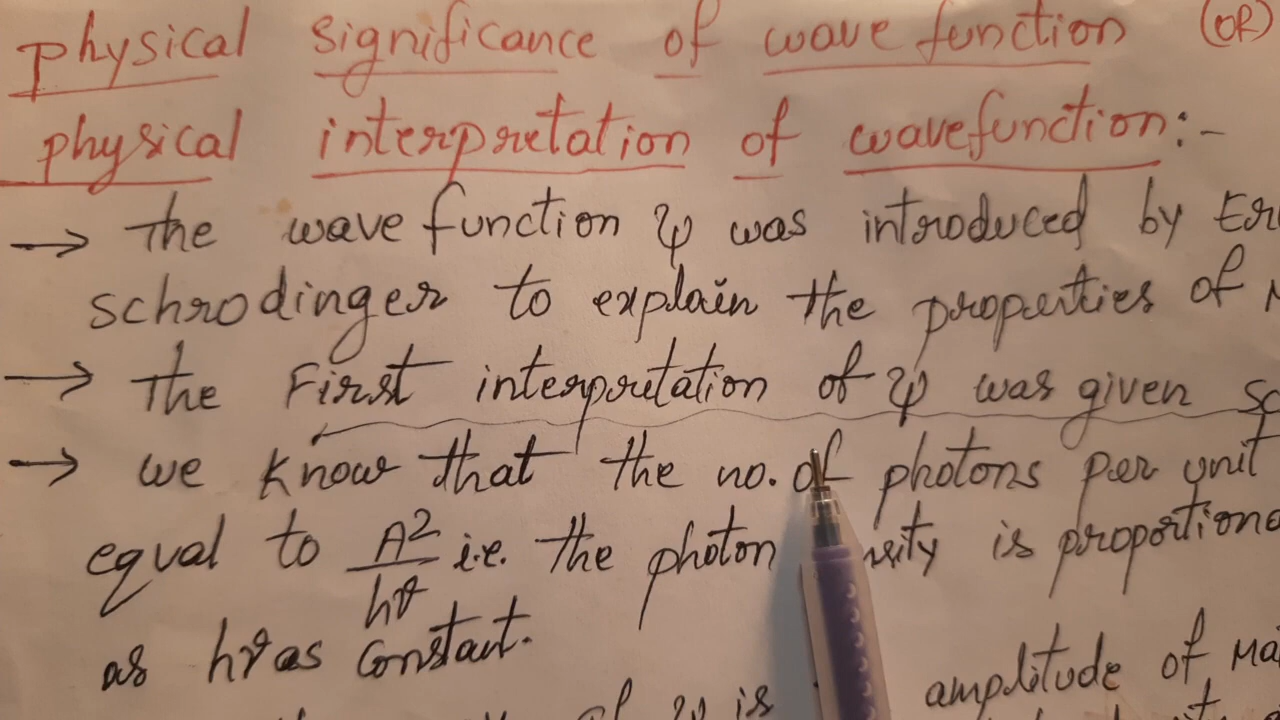 physical significance of wave function (OR)
physical interpretation of wavefunction:-
→ The wave function ψ was introduced by
schrodinger to explain the properties of
→ The First interpretation of ψ was given
→ we know that the no. of photons per unit
equal to A²/hν i.e. the photon is
as hν as constant.
of ψ is amplitude of